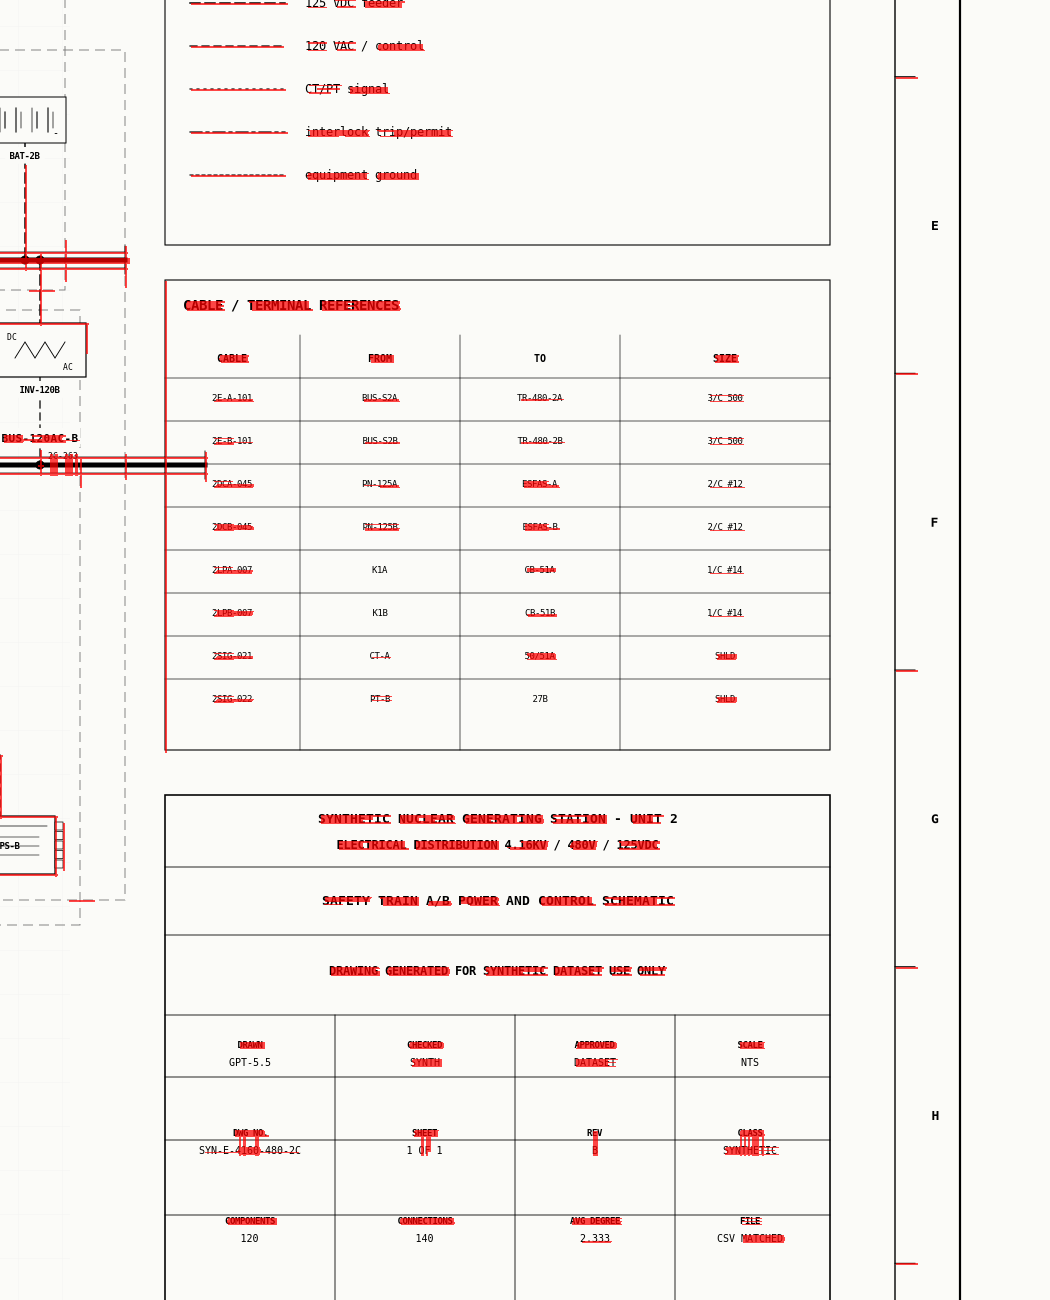 125 VDC feeder
120 VAC / control
CT/PT signal
interlock trip/permit
equipment ground
-
BAT-2B
E
CABLE / TERMINAL REFERENCES
DC
AC
INV-120B
CABLE FROM TO SIZE
2E-A-101 BUS-S2A TR-480-2A 3/C 500
BUS-120AC-B
2E-B-101 BUS-S2B TR-480-2B 3/C 500
2DCA-045 PN-125A ESFAS-A 2/C #12
2DCB-045 PN-125B ESFAS-B 2/C #12
F
2LPA-007 K1A CB-51A 1/C #14
2LPB-007 K1B CB-51B 1/C #14
2SIG-021 CT-A 50/51A SHLD
2SIG-022 PT-B 27B SHLD
SYNTHETIC NUCLEAR GENERATING STATION - UNIT 2
G
ELECTRICAL DISTRIBUTION 4.16KV / 480V / 125VDC
PS-B
SAFETY TRAIN A/B POWER AND CONTROL SCHEMATIC
DRAWING GENERATED FOR SYNTHETIC DATASET USE ONLY
DRAWN CHECKED APPROVED SCALE
GPT-5.5 SYNTH DATASET NTS
H
DWG NO. SHEET REV CLASS
SYN-E-4160-480-2C 1 OF 1 SYNTHETIC
COMPONENTS CONNECTIONS AVG DEGREE FILE
120 140 2.333 CSV MATCHED